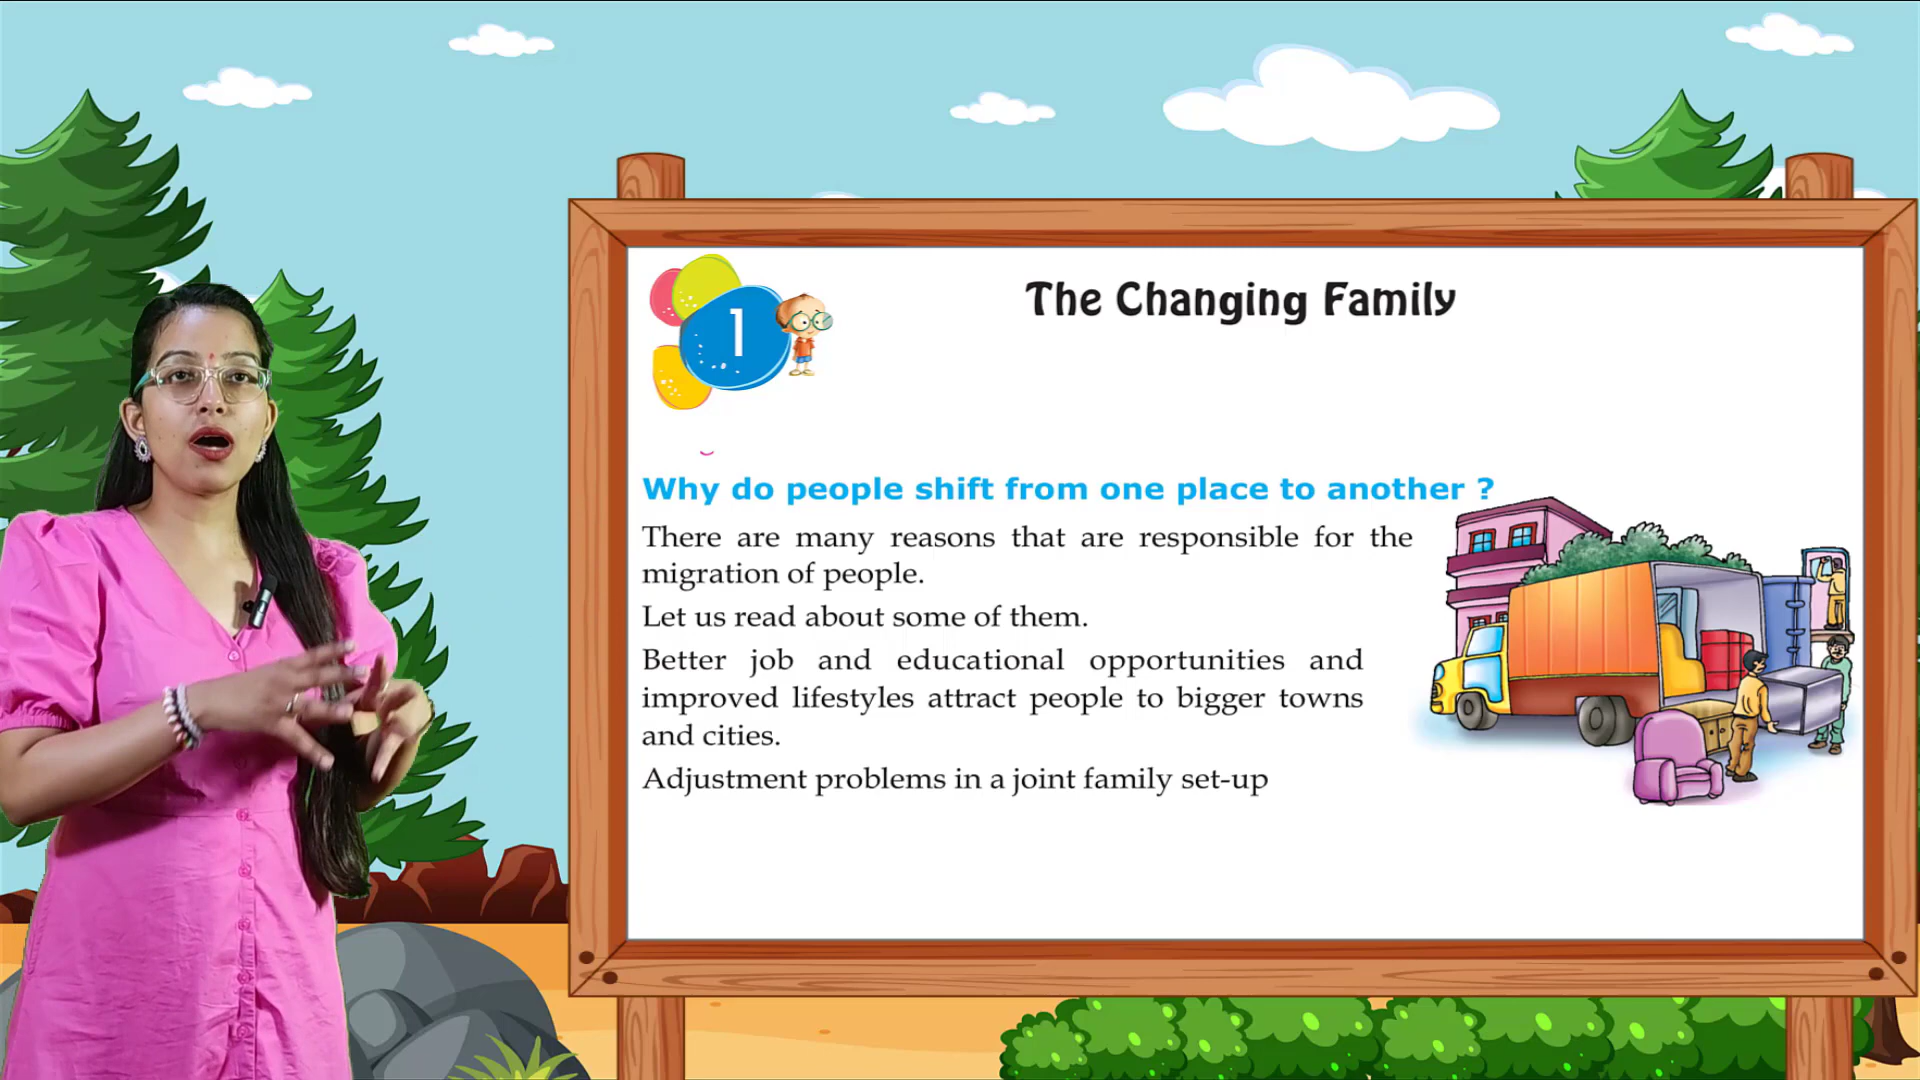 1
The Changing Family
Why do people shift from one place to another ?
There are many reasons that are responsible for the
migration of people.
Let us read about some of them.
Better job and educational opportunities and
improved lifestyles attract people to bigger towns
and cities.
Adjustment problems in a joint family set-up